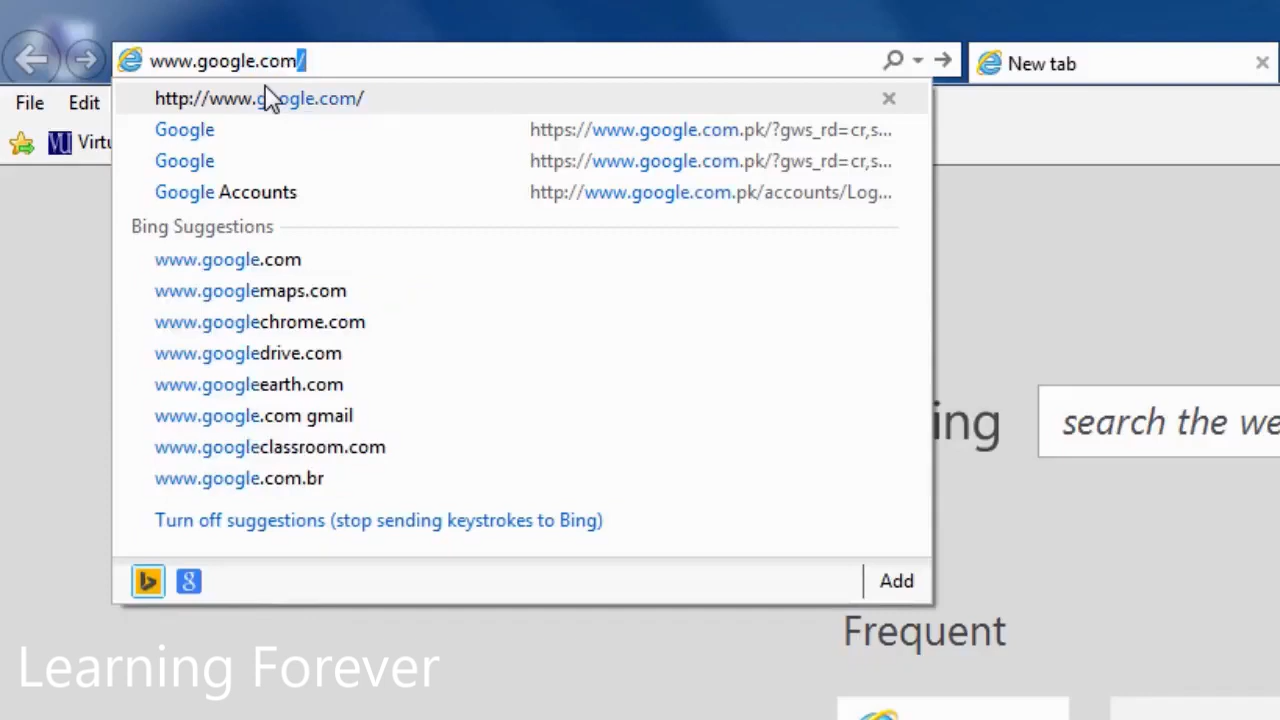 www.google.com/
New tab
File Edit
http://www.google.com/
Google https://www.google.com.pk/?gws_rd=cr,s...
Google https://www.google.com.pk/?gws_rd=cr,s...
Google Accounts http://www.google.com.pk/accounts/Log...
Bing Suggestions
www.google.com
www.googlemaps.com
www.googlechrome.com
www.googledrive.com
www.googleearth.com
www.google.com gmail
www.googleclassroom.com
www.google.com.br
Turn off suggestions (stop sending keystrokes to Bing)
Add
search the we
Frequent
Learning Forever